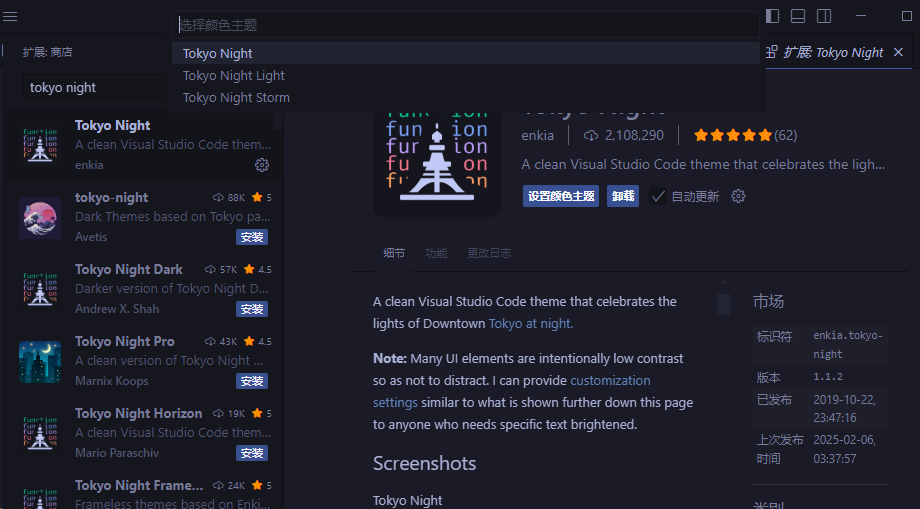 选择颜色主题
Tokyo Night
Tokyo Night Light
Tokyo Night Storm
扩展: 商店
扩展: Tokyo Night
tokyo night
Tokyo Night
A clean Visual Studio Code them...
enkia
tokyo-night 88K 5
Dark Themes based on Tokyo pa...
Avetis 安装
Tokyo Night Dark 57K 4.5
Darker version of Tokyo Night D...
Andrew X. Shah 安装
Tokyo Night Pro 43K 4.5
A clean version of Tokyo Night ...
Marnix Koops 安装
Tokyo Night Horizon 19K 5
A clean Visual Studio Code them...
Mario Paraschiv 安装
Tokyo Night Frame... 24K 5
Frameless themes based on Enki...
Tokyo Night
enkia 2,108,290 (62)
A clean Visual Studio Code theme that celebrates the ligh...
设置颜色主题 卸载 自动更新
细节 功能 更改日志
A clean Visual Studio Code theme that celebrates the
lights of Downtown Tokyo at night.
Note: Many UI elements are intentionally low contrast
so as not to distract. I can provide customization
settings similar to what is shown further down this page
to anyone who needs specific text brightened.
Screenshots
Tokyo Night
市场
标识符 enkia.tokyo-
night
版本 1.1.2
已发布 2019-10-22,
23:47:16
上次发布 2025-02-06,
时间 03:37:57
类别